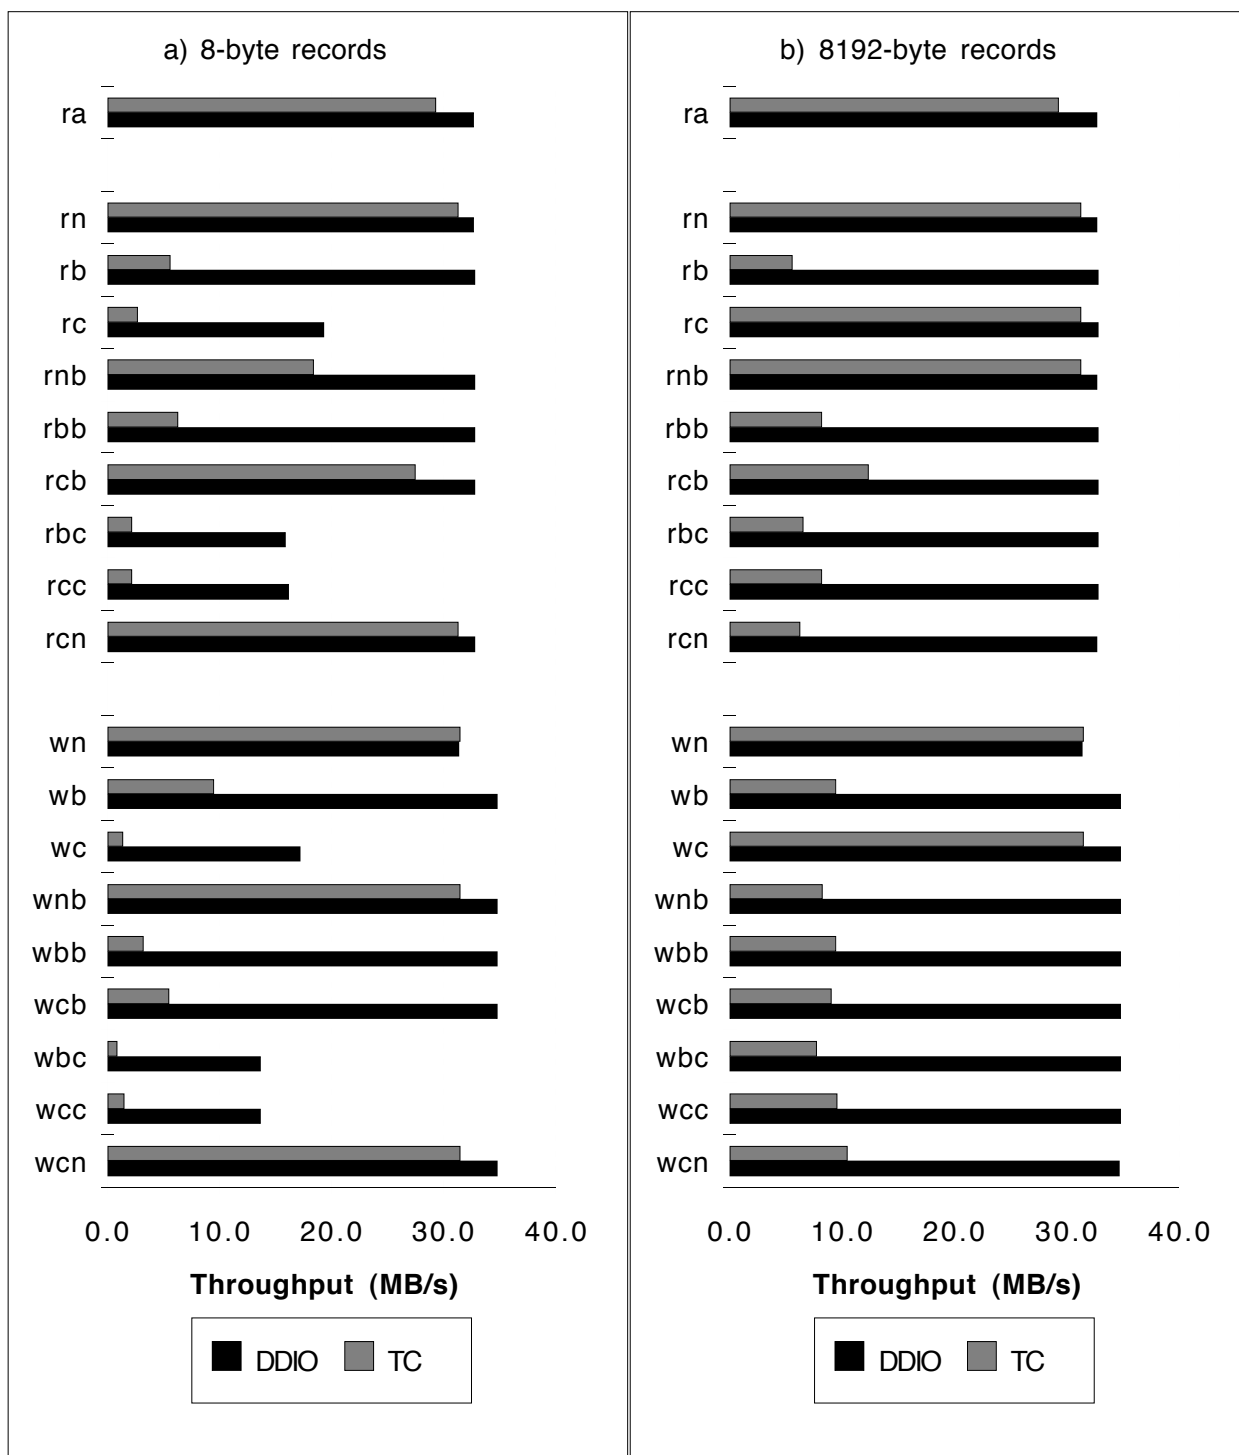 a) 8-byte records
ra
rn
rb
rc
rnb
rbb
rcb
rbc
rcc
rcn
wn
wb
wc
wnb
wbb
wcb
wbc
wcc
wcn
0.0 10.0 20.0 30.0 40.0
Throughput (MB/s)
DDIO TC
b) 8192-byte records
ra
rn
rb
rc
rnb
rbb
rcb
rbc
rcc
rcn
wn
wb
wc
wnb
wbb
wcb
wbc
wcc
wcn
0.0 10.0 20.0 30.0 40.0
Throughput (MB/s)
DDIO TC